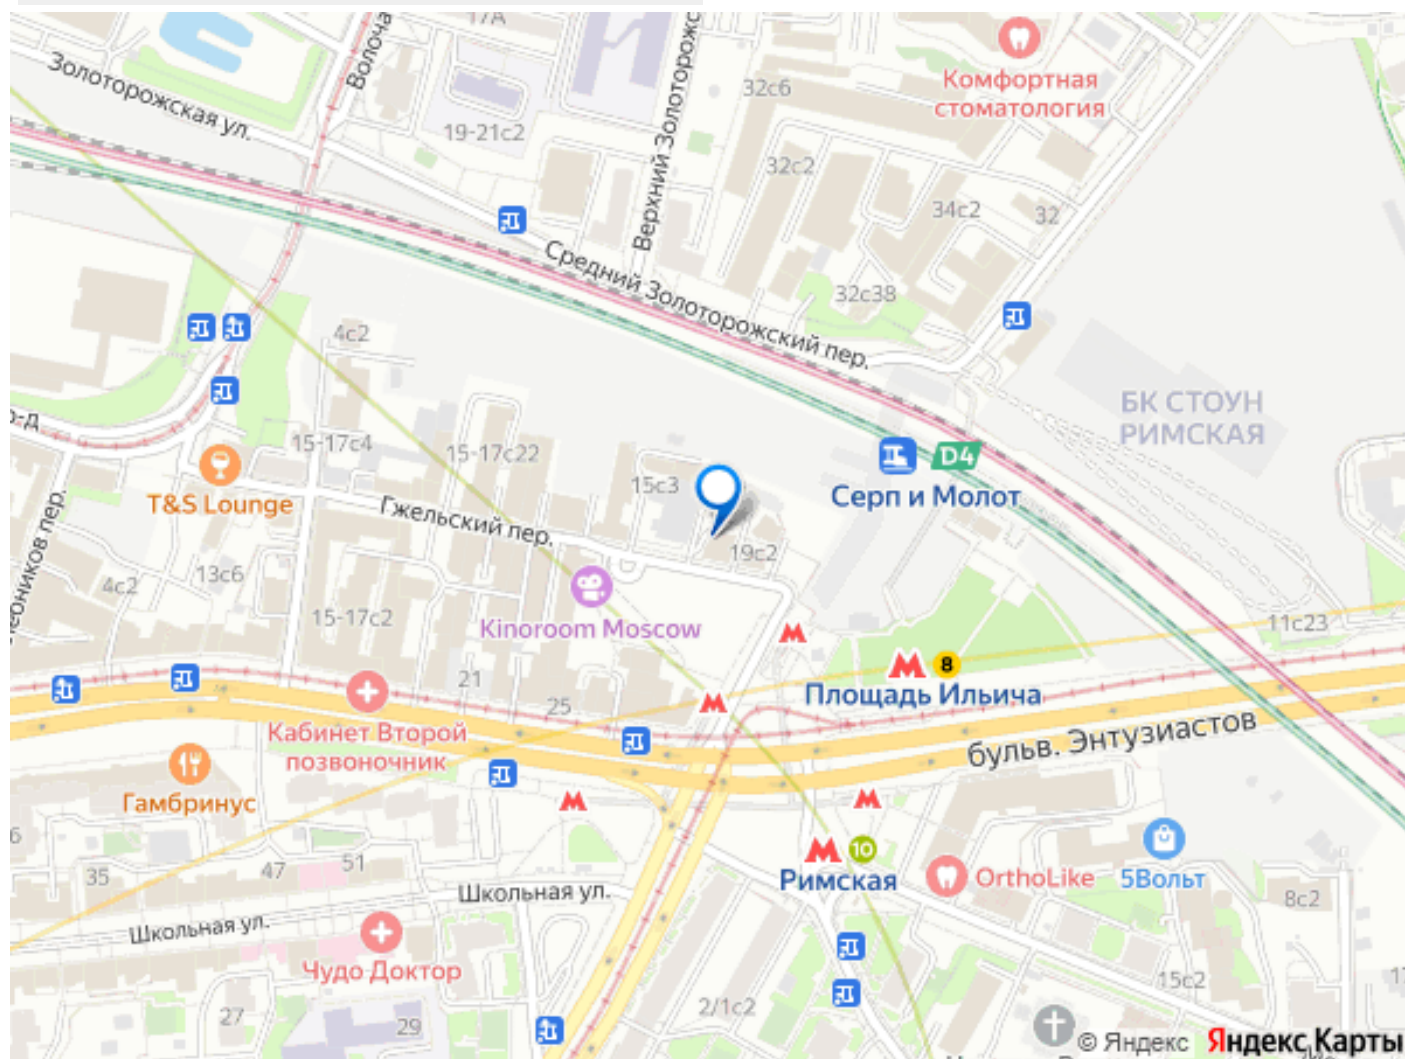 17А
Золоторожская ул.
Волоча
19-21с2
Верхний Золоторожс
32с6
Комфортная
стоматология
32с2
34с2
32
Средний Золоторожский пер.
32с38
4с2
БК СТОУН
РИМСКАЯ
р-д
15-17с4
15-17с22
15с3
D4
Серп и Молот
T&S Lounge
Гжельский пер.
19с2
13с6
4с2
15-17с2
Kinoroom Moscow
11с23
8
Площадь Ильича
21
25
Кабинет Второй
позвоночник
бульв. Энтузиастов
Гамбринус
51
47
35
10
Римская
OrthoLike
5Вольт
8с2
Школьная ул.
Школьная ул.
Чудо Доктор
15с2
2/1с2
27
29
© Яндекс Яндекс Карты